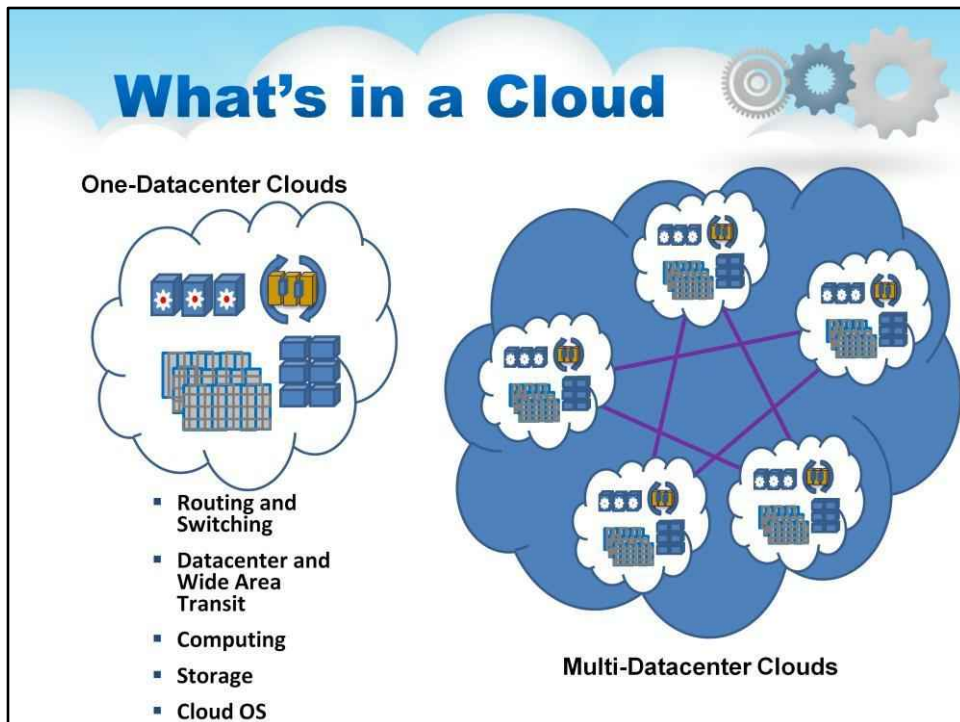 What's in a Cloud
One-Datacenter Clouds
▪ Routing and
Switching
▪ Datacenter and
Wide Area
Transit
▪ Computing
▪ Storage
▪ Cloud OS
Multi-Datacenter Clouds